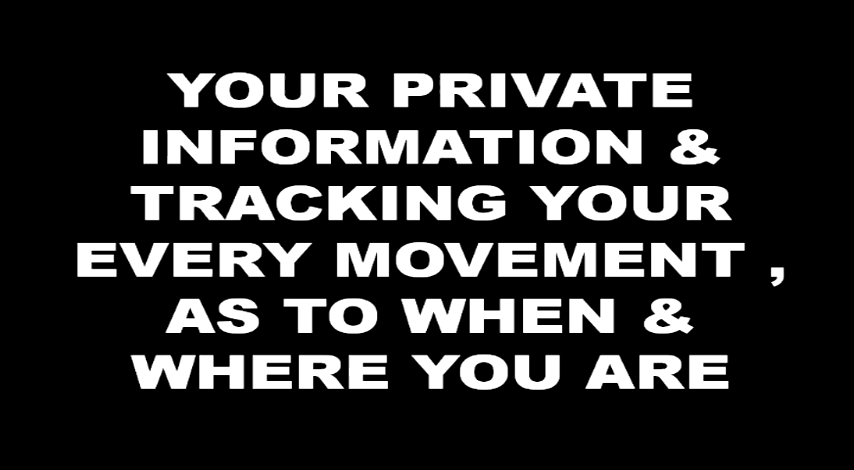 YOUR PRIVATE
INFORMATION &
TRACKING YOUR
EVERY MOVEMENT ,
AS TO WHEN &
WHERE YOU ARE